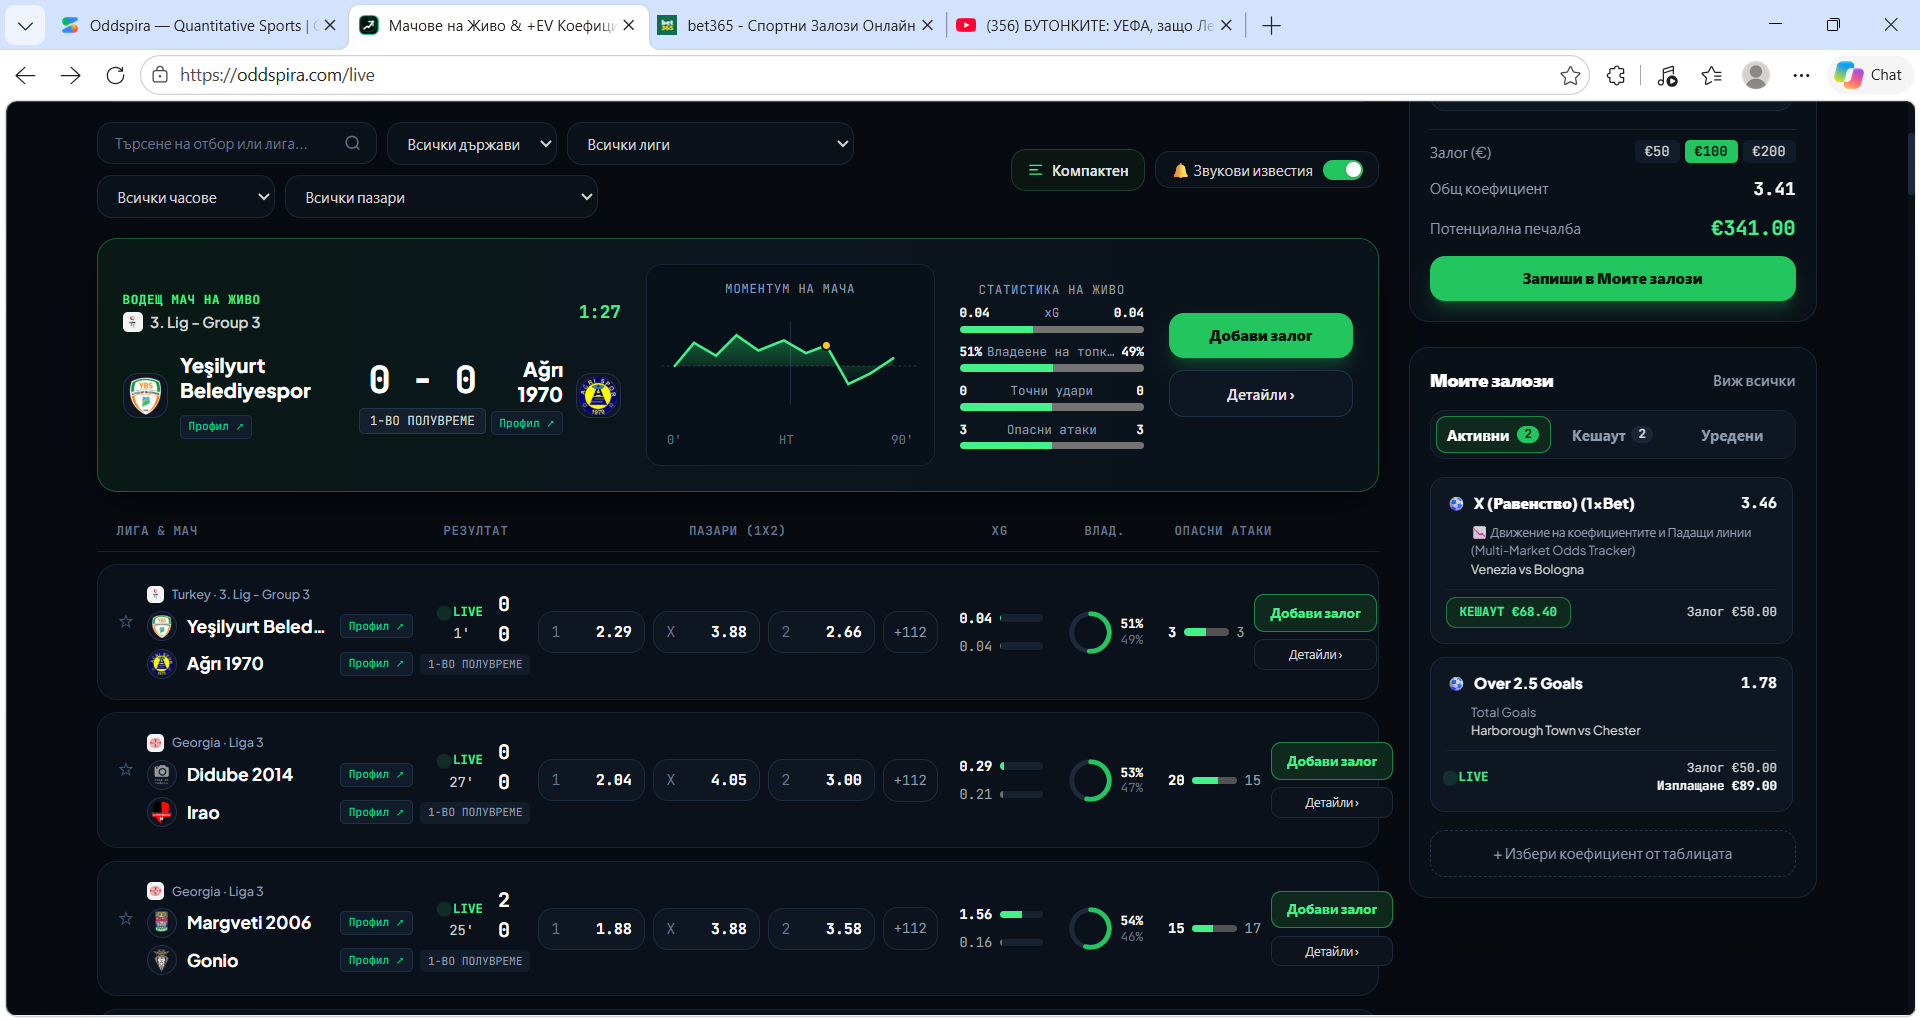 Oddspira — Quantitative Sports | 
Мачове на Живо & +EV Коефици
bet365 - Спортни Залози Онлайн
(356) БУТОНКИТЕ: УЕФА, защо Ле
https://oddspira.com/live
Chat
Търсене на отбор или лига...
Всички държави
Всички лиги
Всички часове
Всички пазари
Компактен
Звукови известия
ВОДЕЩ МАЧ НА ЖИВО
3. Lig - Group 3
1:27
Yeşilyurt
Belediyespor
Профил ↗
0 - 0
1-ВО ПОЛУВРЕМЕ
Ağrı
1970
Профил ↗
МОМЕНТУМ НА МАЧА
0'
HT
90'
СТАТИСТИКА НА ЖИВО
0.04 xG 0.04
51% Владеене на топк… 49%
0 Точни удари 0
3 Опасни атаки 3
Добави залог
Детайли ›
ЛИГА & МАЧ
РЕЗУЛТАТ
ПАЗАРИ (1X2)
XG
ВЛАД.
ОПАСНИ АТАКИ
Turkey · 3. Lig - Group 3
Yeşilyurt Beled...
Профил ↗
Ağrı 1970
Профил ↗
LIVE
1'
0
0
1-ВО ПОЛУВРЕМЕ
1 2.29
X 3.88
2 2.66
+112
0.04
0.04
51%
49%
3 3
Добави залог
Детайли ›
Georgia · Liga 3
Didube 2014
Профил ↗
Irao
Профил ↗
LIVE
27'
0
0
1-ВО ПОЛУВРЕМЕ
1 2.04
X 4.05
2 3.00
+112
0.29
0.21
53%
47%
20 15
Добави залог
Детайли ›
Georgia · Liga 3
Margveti 2006
Профил ↗
Gonio
Профил ↗
LIVE
25'
2
0
1-ВО ПОЛУВРЕМЕ
1 1.88
X 3.88
2 3.58
+112
1.56
0.16
54%
46%
15 17
Добави залог
Детайли ›
Залог (€)
€50 €100 €200
Общ коефициент
3.41
Потенциална печалба
€341.00
Запиши в Моите залози
Моите залози
Виж всички
Активни 2
Кешаут 2
Уредени
X (Равенство) (1xBet)
3.46
Движение на коефициентите и Падащи линии
(Multi-Market Odds Tracker)
Venezia vs Bologna
КЕШАУТ €68.40
Залог €50.00
Over 2.5 Goals
1.78
Total Goals
Harborough Town vs Chester
LIVE
Залог €50.00
Изплащане €89.00
+ Избери коефициент от таблицата